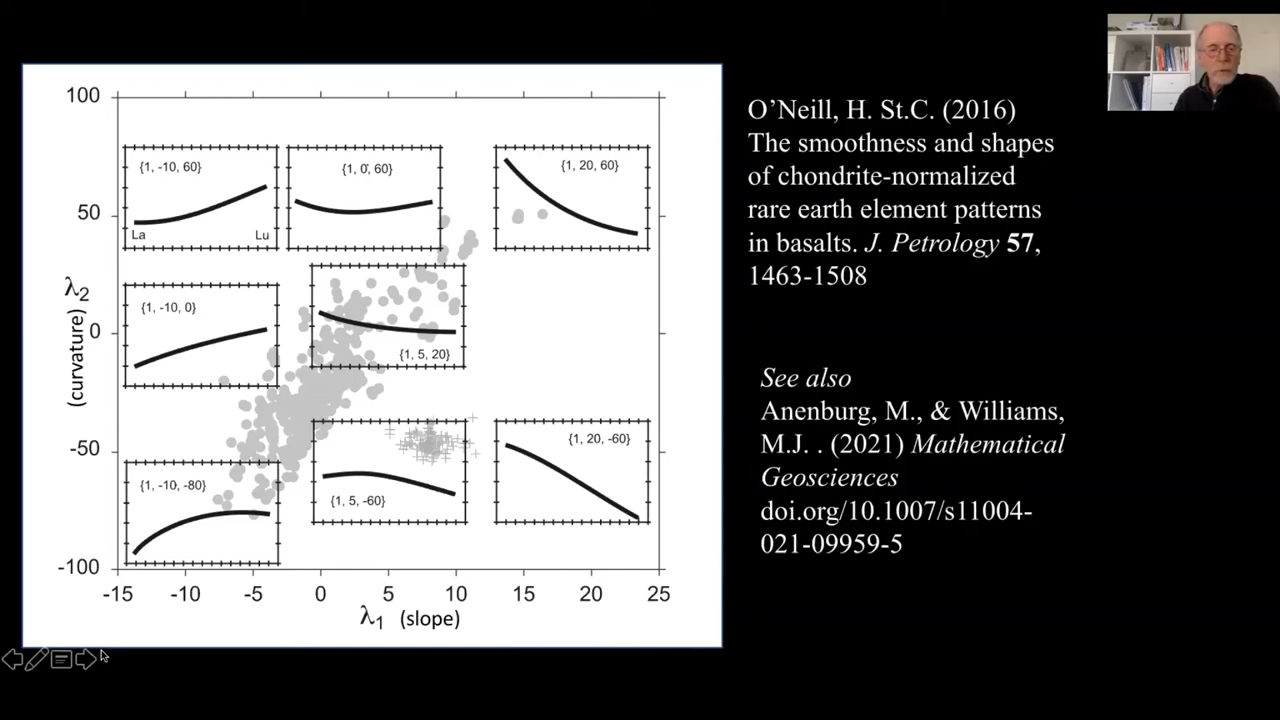 100
50
0
-50
-100
λ2
(curvature)
{1, -10, 60}
La
Lu
{1, 0, 60}
{1, 20, 60}
{1, -10, 0}
{1, 5, 20}
{1, -10, -80}
{1, 5, -60}
{1, 20, -60}
-15
-10
-5
0
5
10
15
20
25
λ1 (slope)
O’Neill, H. St.C. (2016)
The smoothness and shapes
of chondrite-normalized
rare earth element patterns
in basalts. J. Petrology 57,
1463-1508
See also
Anenburg, M., & Williams,
M.J. . (2021) Mathematical
Geosciences
doi.org/10.1007/s11004-
021-09959-5